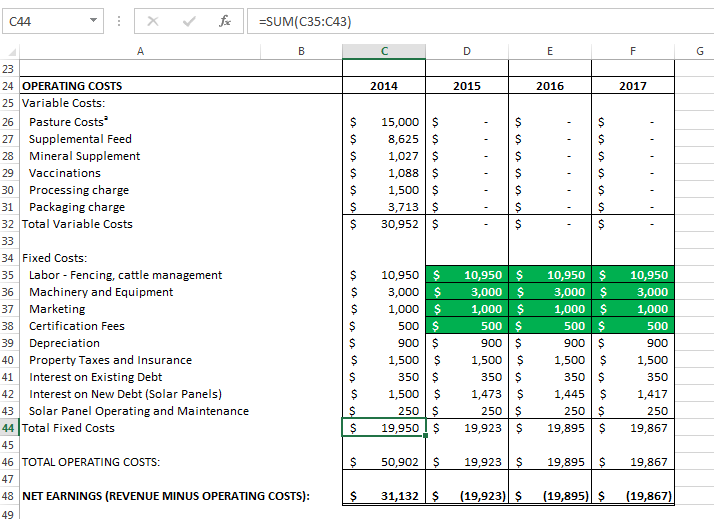 C44 fx =SUM(C35:C43)
A B C D E F G
23
24 OPERATING COSTS 2014 2015 2016 2017
25 Variable Costs:
26 Pasture Costsª $ 15,000 $ - $ - $ -
27 Supplemental Feed $ 8,625 $ - $ - $ -
28 Mineral Supplement $ 1,027 $ - $ - $ -
29 Vaccinations $ 1,088 $ - $ - $ -
30 Processing charge $ 1,500 $ - $ - $ -
31 Packaging charge $ 3,713 $ - $ - $ -
32 Total Variable Costs $ 30,952 $ - $ - $ -
33
34 Fixed Costs:
35 Labor - Fencing, cattle management $ 10,950 $ 10,950 $ 10,950 $ 10,950
36 Machinery and Equipment $ 3,000 $ 3,000 $ 3,000 $ 3,000
37 Marketing $ 1,000 $ 1,000 $ 1,000 $ 1,000
38 Certification Fees $ 500 $ 500 $ 500 $ 500
39 Depreciation $ 900 $ 900 $ 900 $ 900
40 Property Taxes and Insurance $ 1,500 $ 1,500 $ 1,500 $ 1,500
41 Interest on Existing Debt $ 350 $ 350 $ 350 $ 350
42 Interest on New Debt (Solar Panels) $ 1,500 $ 1,473 $ 1,445 $ 1,417
43 Solar Panel Operating and Maintenance $ 250 $ 250 $ 250 $ 250
44 Total Fixed Costs $ 19,950 $ 19,923 $ 19,895 $ 19,867
45
46 TOTAL OPERATING COSTS: $ 50,902 $ 19,923 $ 19,895 $ 19,867
47
48 NET EARNINGS (REVENUE MINUS OPERATING COSTS): $ 31,132 $ (19,923) $ (19,895) $ (19,867)
49